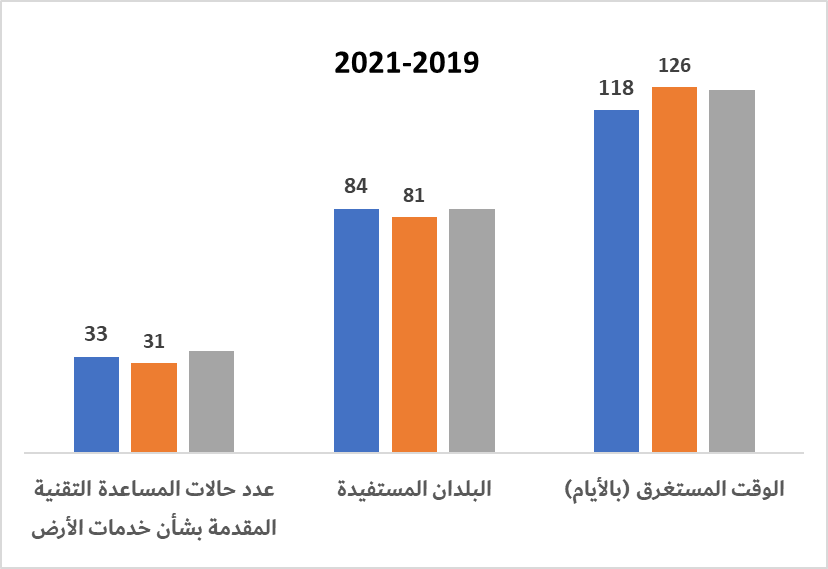 2021-2019
118
126
84
81
33
31
الوقت المستغرق (بالأيام)
البلدان المستفيدة
عدد حالات المساعدة التقنية
المقدمة بشأن خدمات الأرض